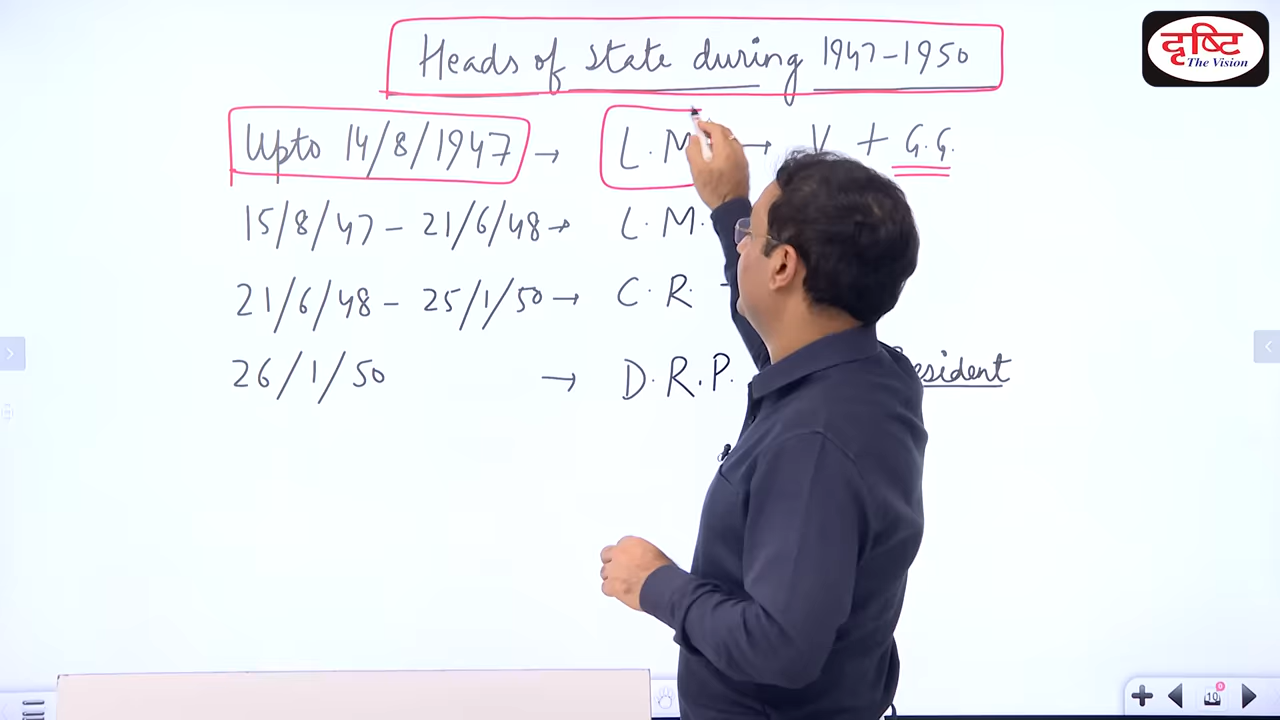 Heads of state during 1947-1950
दृष्टि
The Vision
Upto 14/8/1947 → L.M → V + G.G.
15/8/47 - 21/6/48 → L.M.
21/6/48 - 25/1/50 → C.R.
26/1/50 → D.R.P.
10